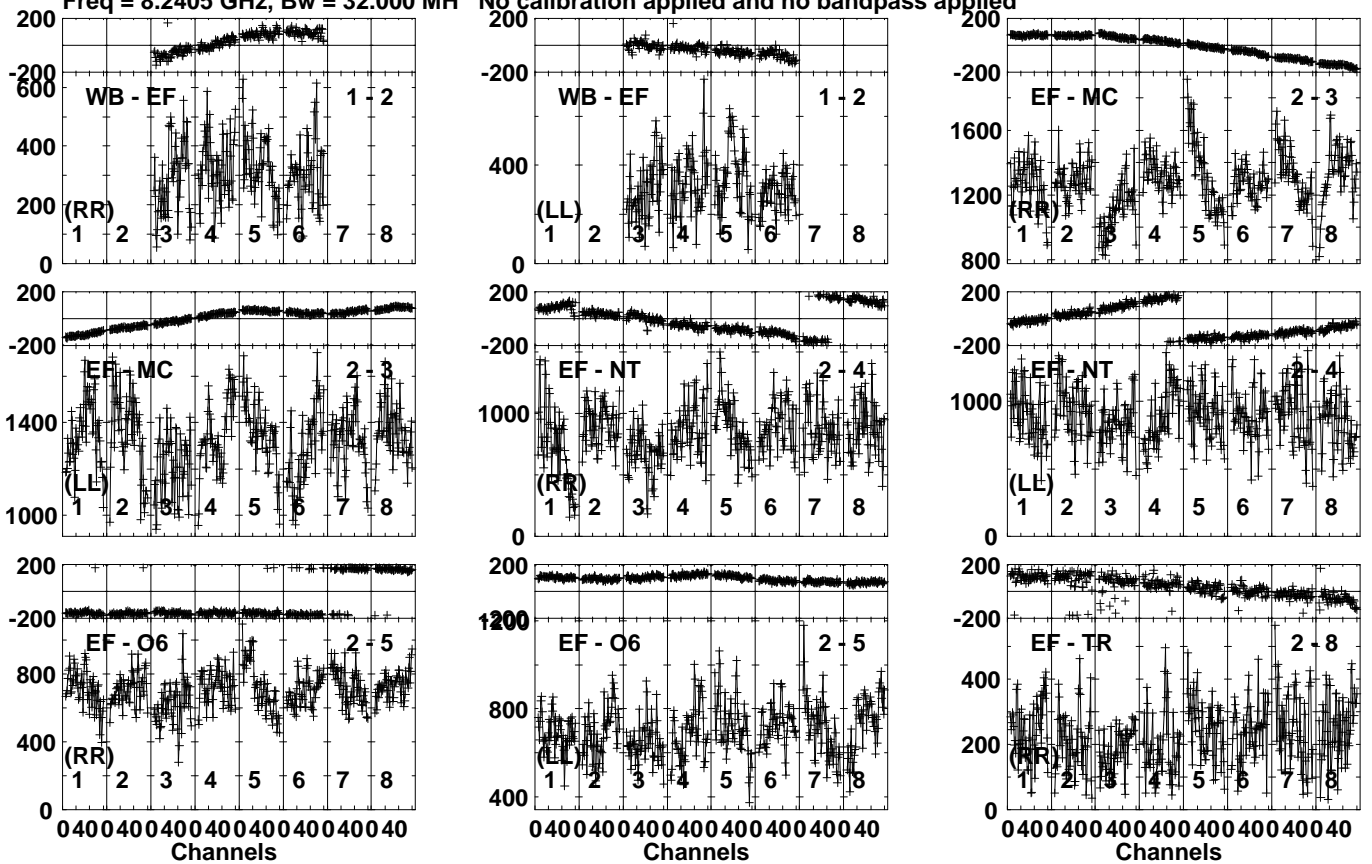 Freq = 8.2405 GHz, Bw = 32.000 MH No calibration applied and no bandpass applied
200
-200
600
400
200
0
WB - EF 1 - 2
(RR)
1 2 3 4 5 6 7 8
200
-200
400
0
WB - EF 1 - 2
(LL)
1 2 3 4 5 6 7 8
200
-200
1600
1200
800
EF - MC 2 - 3
(RR)
1 2 3 4 5 6 7 8
200
-200
1400
1000
EF - MC 2 - 3
(LL)
1 2 3 4 5 6 7 8
200
-200
1000
0
EF - NT 2 - 4
(RR)
1 2 3 4 5 6 7 8
200
-200
1000
0
EF - NT 2 - 4
(LL)
1 2 3 4 5 6 7 8
200
-200
800
400
0
EF - O6 2 - 5
(RR)
1 2 3 4 5 6 7 8
0 40 0 40 0 40 0 40 0 40 0 40 0 40 0 40
Channels
200
-200
1200
800
400
EF - O6 2 - 5
(LL)
1 2 3 4 5 6 7 8
0 40 0 40 0 40 0 40 0 40 0 40 0 40 0 40
Channels
200
-200
400
200
0
EF - TR 2 - 8
(RR)
1 2 3 4 5 6 7 8
0 40 0 40 0 40 0 40 0 40 0 40 0 40 0 40
Channels